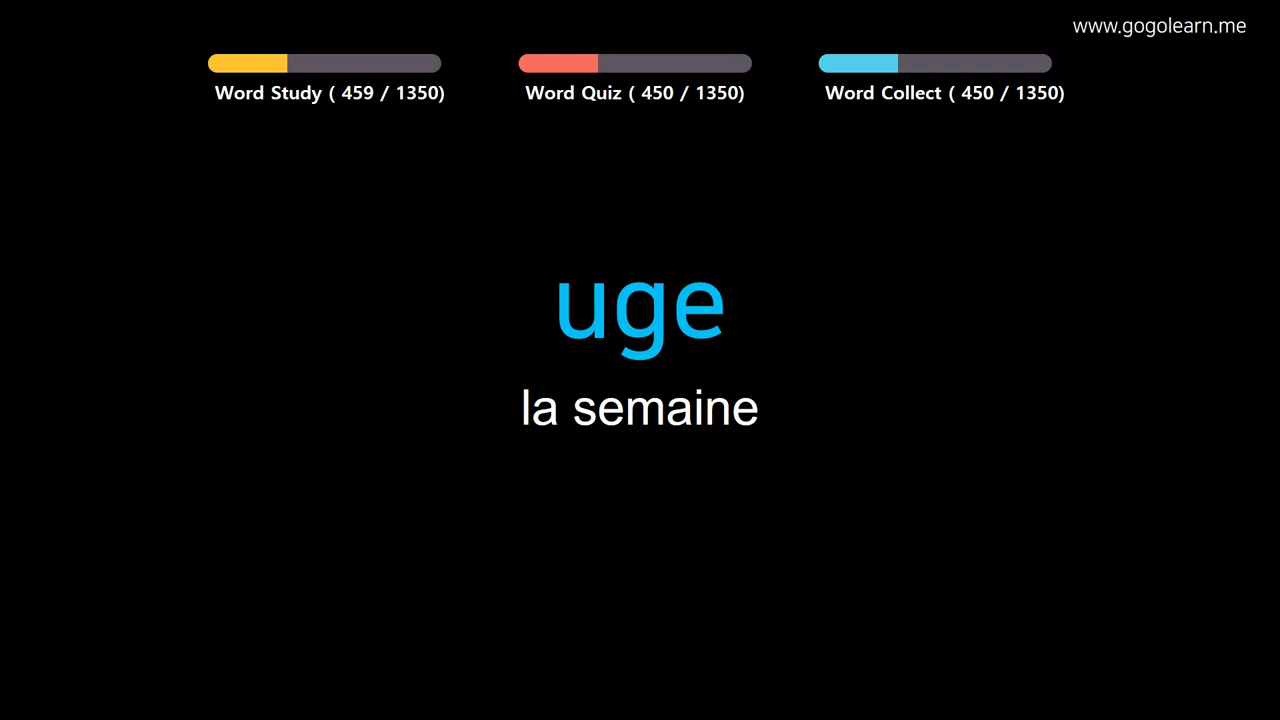 www.gogolearn.me
Word Study ( 459 / 1350)
Word Quiz ( 450 / 1350)
Word Collect ( 450 / 1350)
uge
la semaine